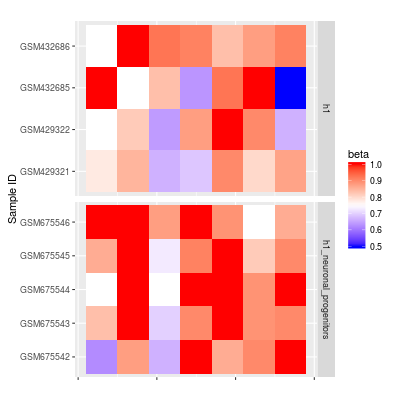 GSM432686
GSM432685
GSM429322
GSM429321
h1
GSM675546
GSM675545
GSM675544
GSM675543
GSM675542
h1_neuronal_progenitors
Sample ID
beta
1.0
0.9
0.8
0.7
0.6
0.5